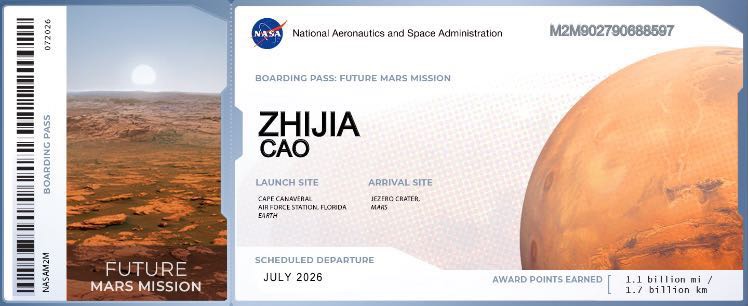 072026
BOARDING PASS
NASAM2M
FUTURE
MARS MISSION
NASA
National Aeronautics and Space Administration
M2M902790688597
BOARDING PASS: FUTURE MARS MISSION
ZHIJIA
CAO
LAUNCH SITE
CAPE CANAVERAL
AIR FORCE STATION, FLORIDA
EARTH
ARRIVAL SITE
JEZERO CRATER,
MARS
SCHEDULED DEPARTURE
JULY 2026
AWARD POINTS EARNED
1.1 billion mi /
1.7 billion km